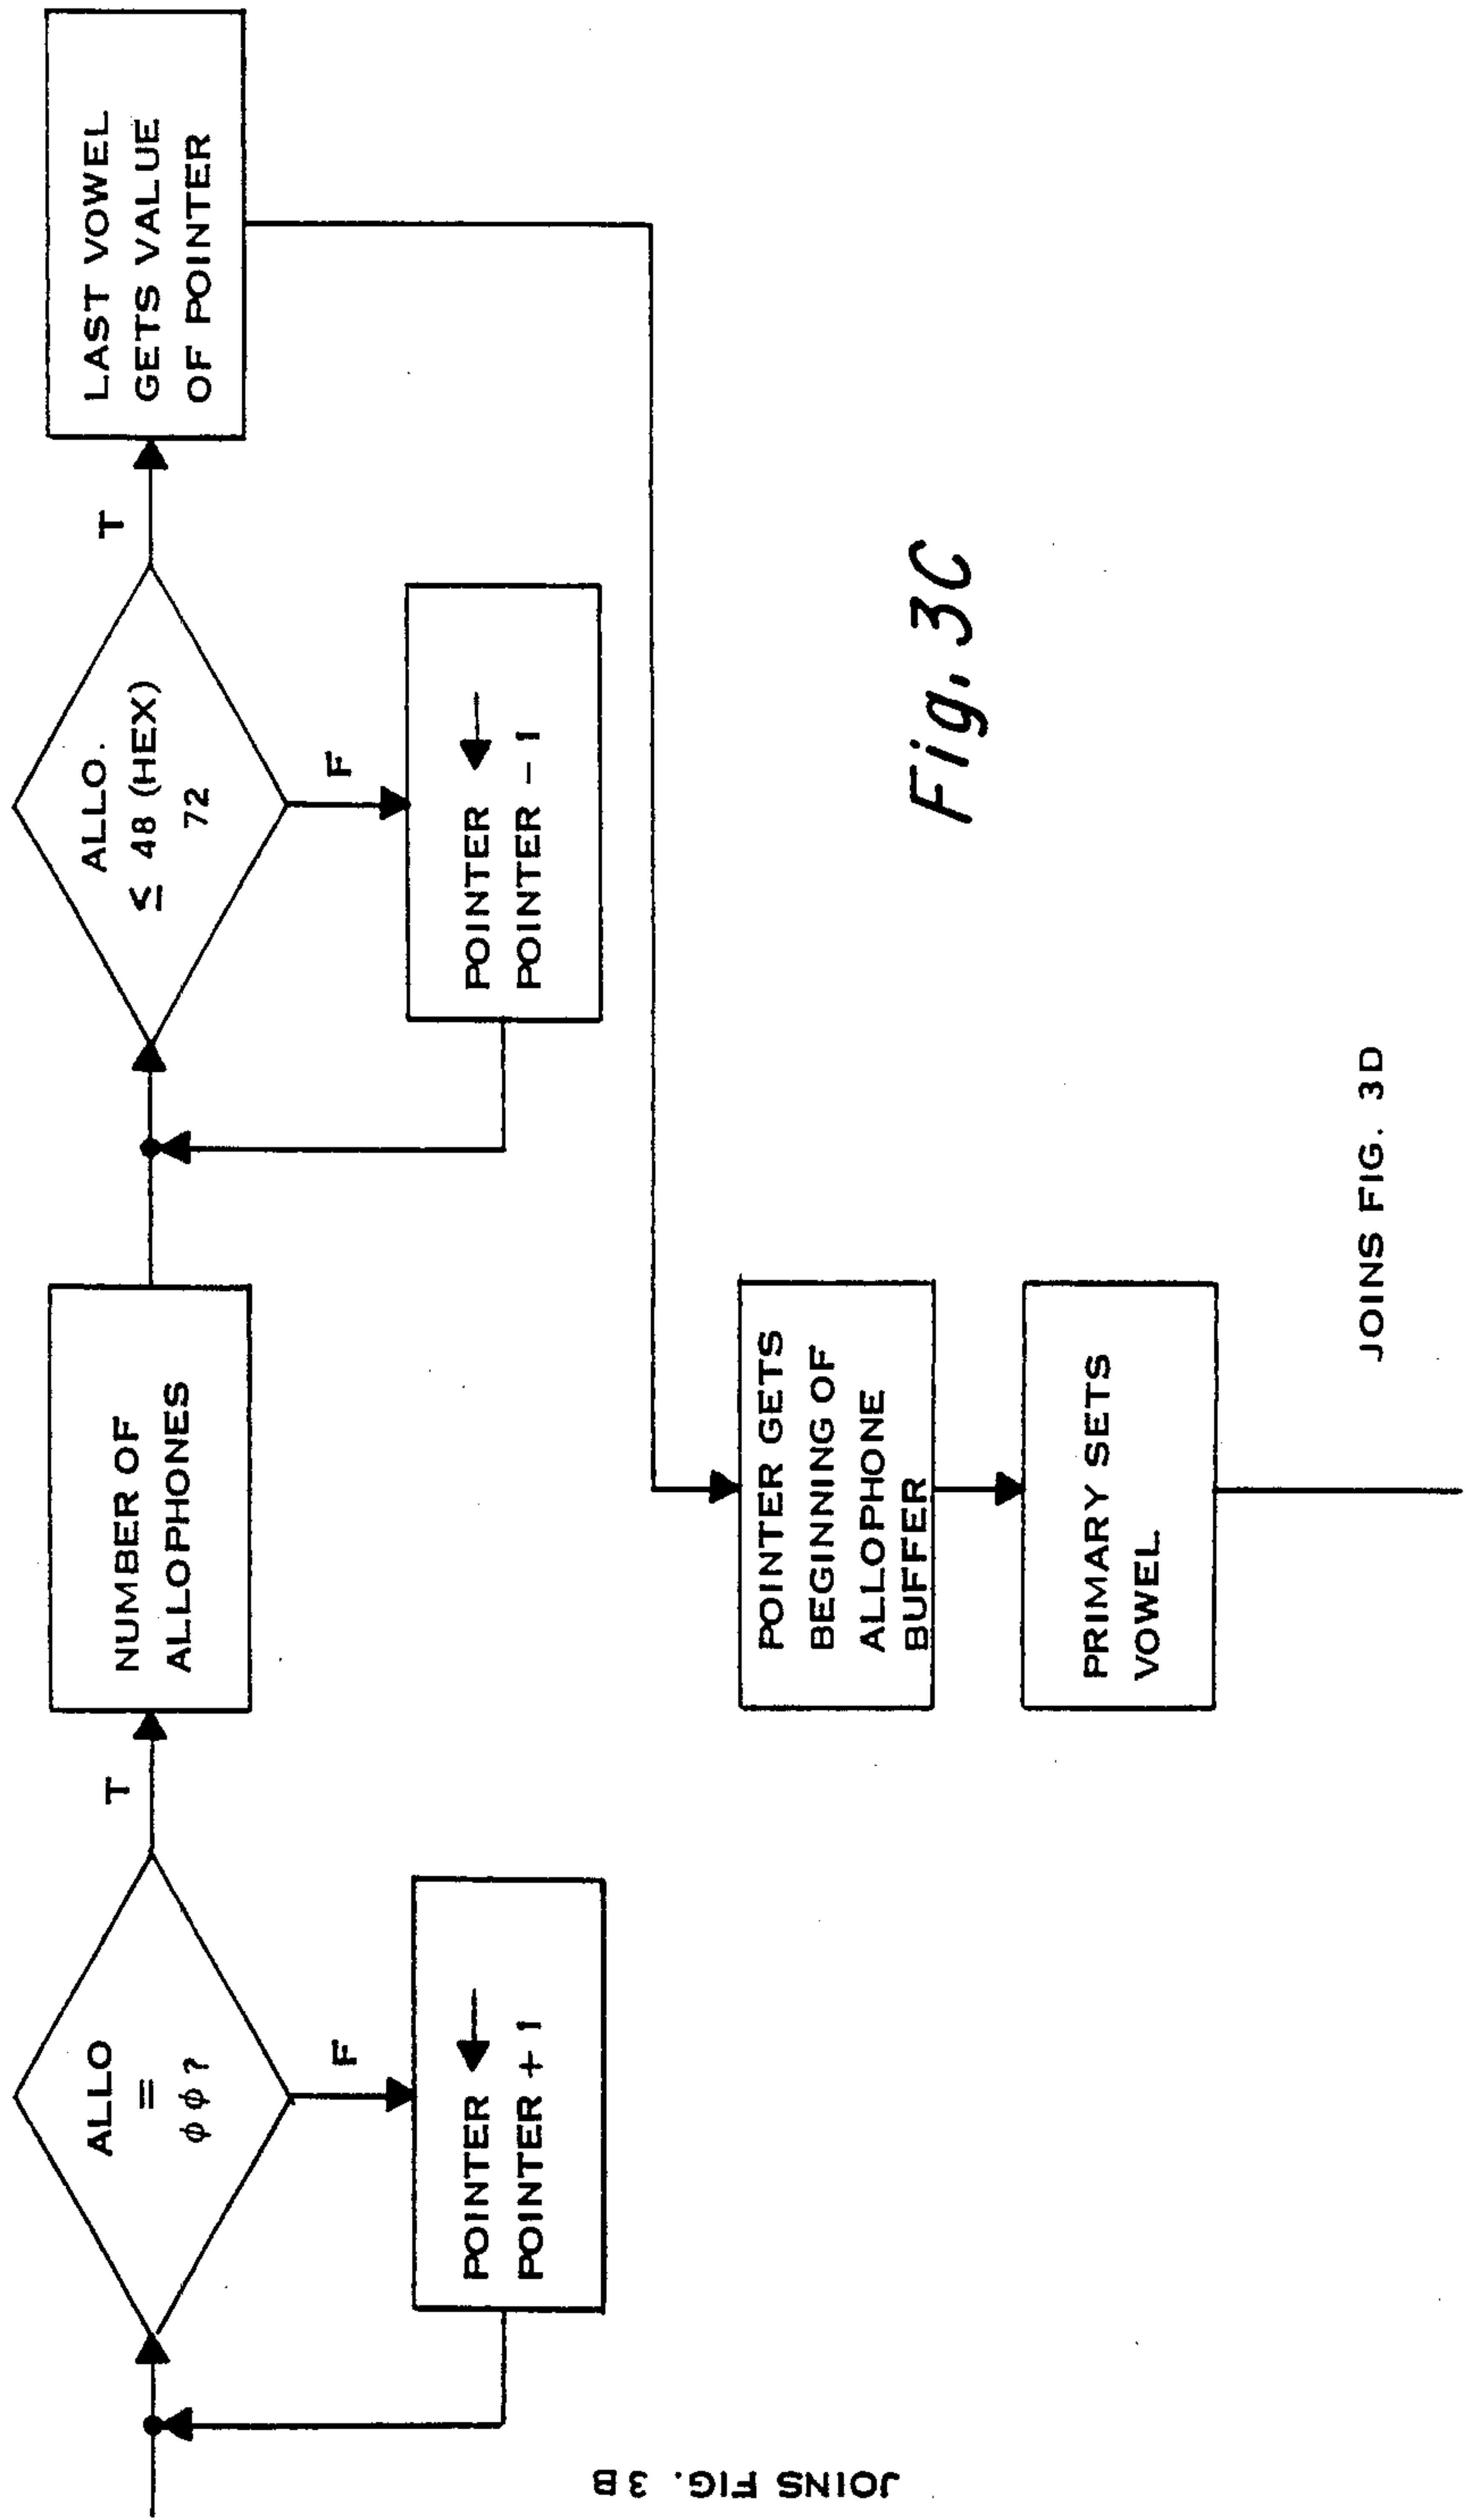 JOINS FIG. 3B
ALLO
=
φφ?
T
F
POINTER ←
POINTER + 1
NUMBER OF
ALLOPHONES
ALLO.
≤ 48 (HEX)
72
T
F
POINTER ←
POINTER - 1
LAST VOWEL
GETS VALUE
OF POINTER
POINTER GETS
BEGINNING OF
ALLOPHONE
BUFFER
PRIMARY SETS
VOWEL
JOINS FIG. 3D
Fig. 3C